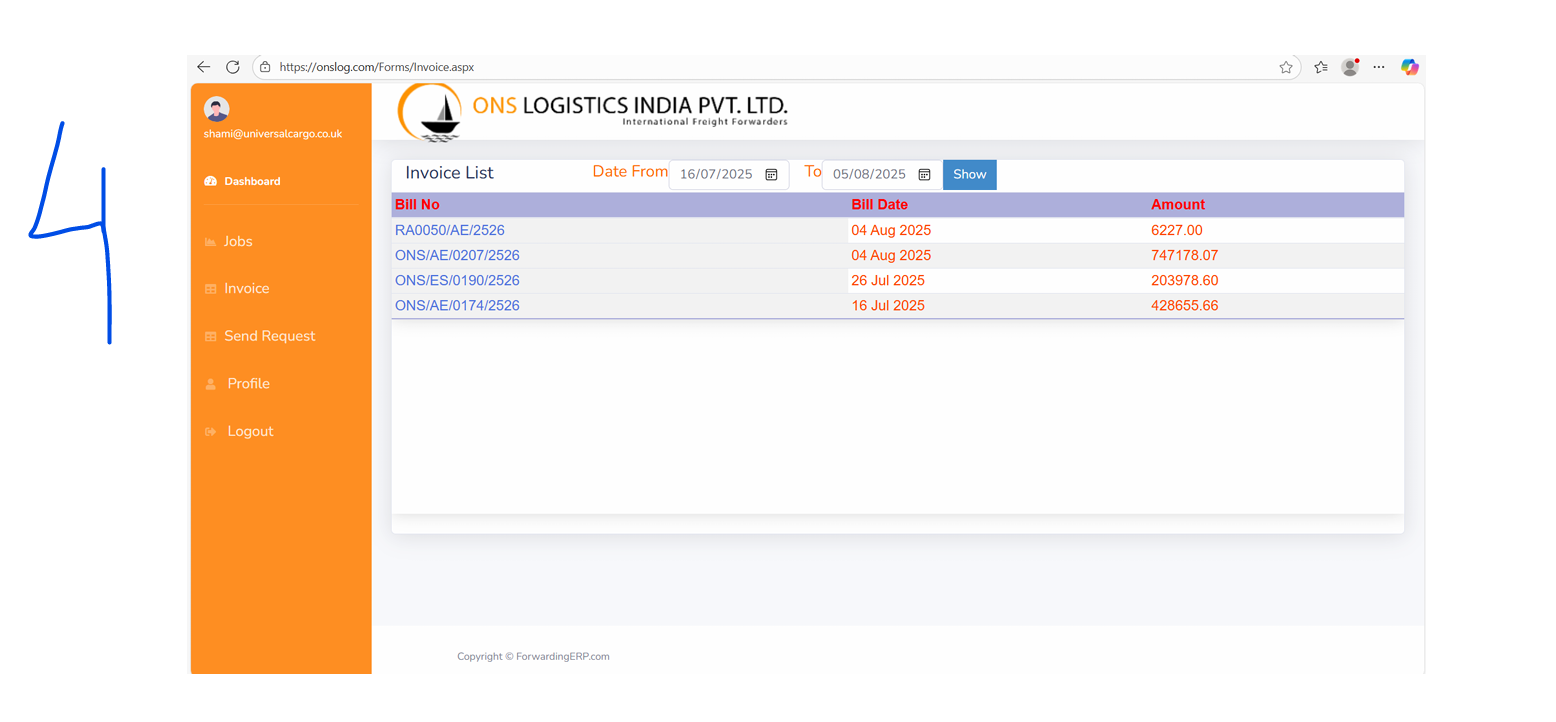 https://onslog.com/Forms/Invoice.aspx
4
shami@universalcargo.co.uk
Dashboard
Jobs
Invoice
Send Request
Profile
Logout
ONS LOGISTICS INDIA PVT. LTD.
International Freight Forwarders
Invoice List Date From 16/07/2025 To 05/08/2025 Show
Bill No Bill Date Amount
RA0050/AE/2526 04 Aug 2025 6227.00
ONS/AE/0207/2526 04 Aug 2025 747178.07
ONS/ES/0190/2526 26 Jul 2025 203978.60
ONS/AE/0174/2526 16 Jul 2025 428655.66
Copyright © ForwardingERP.com